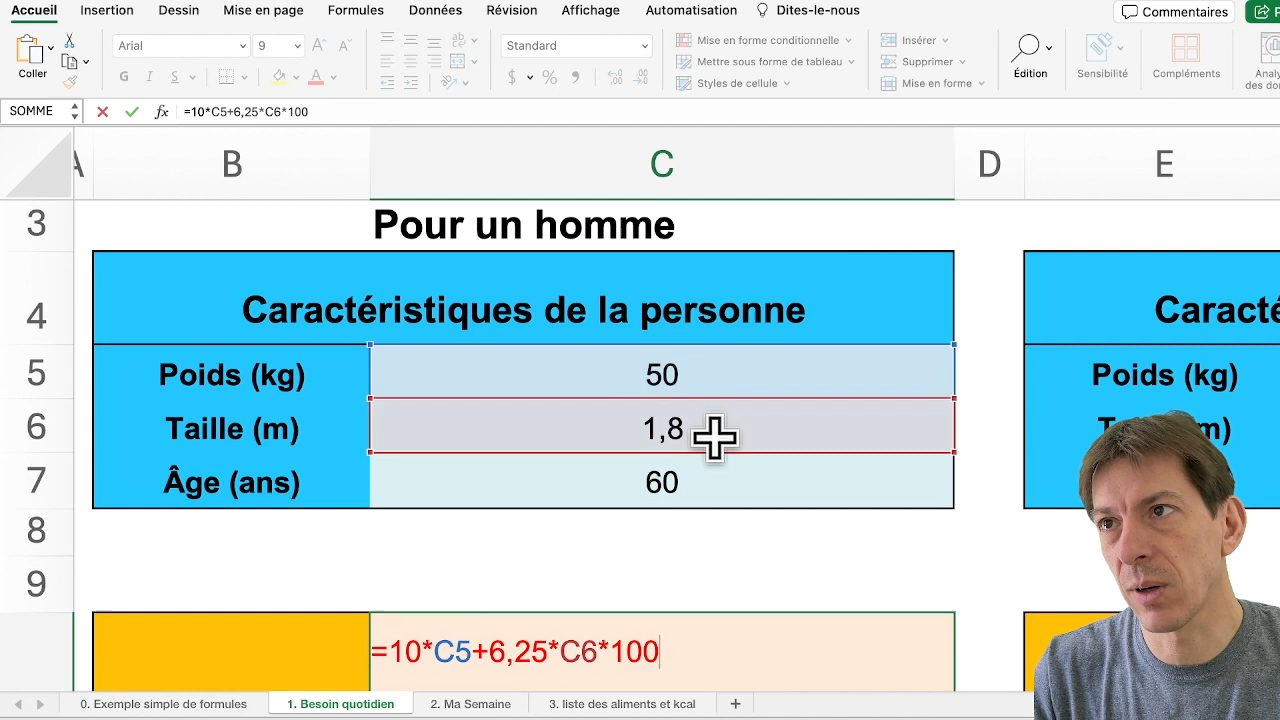 Accueil Insertion Dessin Mise en page Formules Données Révision Affichage Automatisation Dites-le-nous Commentaires
Arial 9 Standard Mise en forme conditionnelle Insérer
Coller G S $ % Mettre sous forme de tableau Supprimer Édition Sensibilité Compléments
Styles de cellule Mise en forme
SOMME fx =10*C5+6,25*C6*100
B C D E
3 Pour un homme
4 Caractéristiques de la personne
5 Poids (kg) 50 Poids (kg)
6 Taille (m) 1,8
7 Âge (ans) 60
8
9
=10*C5+6,25*C6*100
0. Exemple simple de formules 1. Besoin quotidien 2. Ma Semaine 3. liste des aliments et kcal +